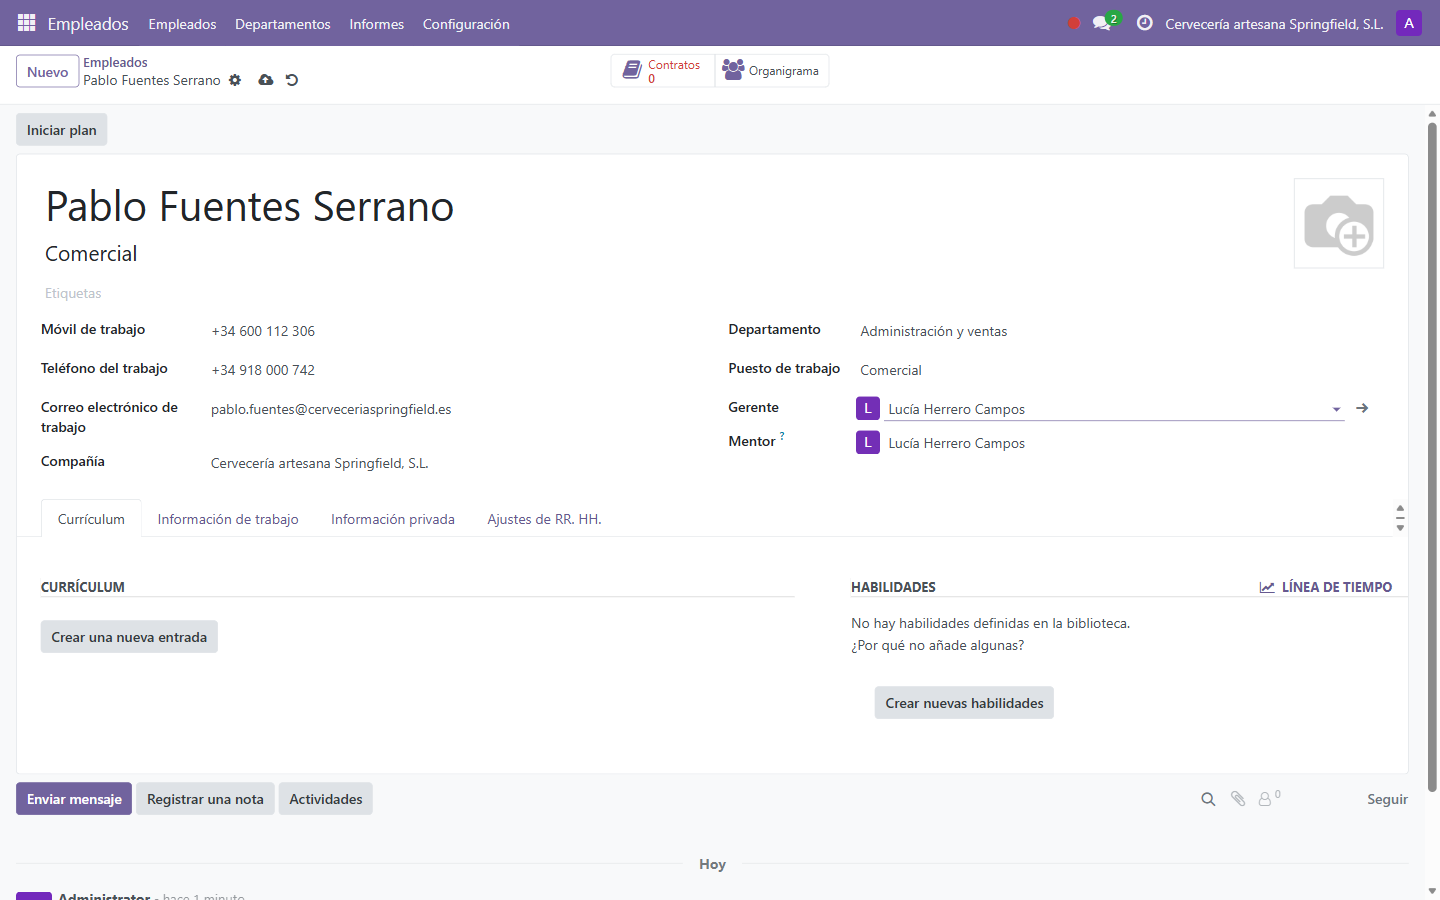 Empleados Empleados Departamentos Informes Configuración 2 Cervecería artesana Springfield, S.L. A
Nuevo Empleados
Pablo Fuentes Serrano
Contratos
0
Organigrama
Iniciar plan
Pablo Fuentes Serrano
Comercial
Etiquetas
Móvil de trabajo +34 600 112 306
Teléfono del trabajo +34 918 000 742
Correo electrónico de trabajo pablo.fuentes@cerveceriaspringfield.es
Compañía Cervecería artesana Springfield, S.L.
Departamento Administración y ventas
Puesto de trabajo Comercial
Gerente L Lucía Herrero Campos
Mentor ? L Lucía Herrero Campos
Currículum Información de trabajo Información privada Ajustes de RR. HH.
CURRÍCULUM
Crear una nueva entrada
HABILIDADES LÍNEA DE TIEMPO
No hay habilidades definidas en la biblioteca.
¿Por qué no añade algunas?
Crear nuevas habilidades
Enviar mensaje Registrar una nota Actividades 0 Seguir
Hoy
Administrator - hace 1 minuto